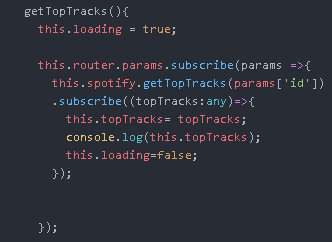 getTopTracks(){
this.loading = true;
this.router.params.subscribe(params =>{
this.spotify.getTopTracks(params['id'])
.subscribe((topTracks:any)=>{
this.topTracks= topTracks;
console.log(this.topTracks);
this.loading=false;
});
});